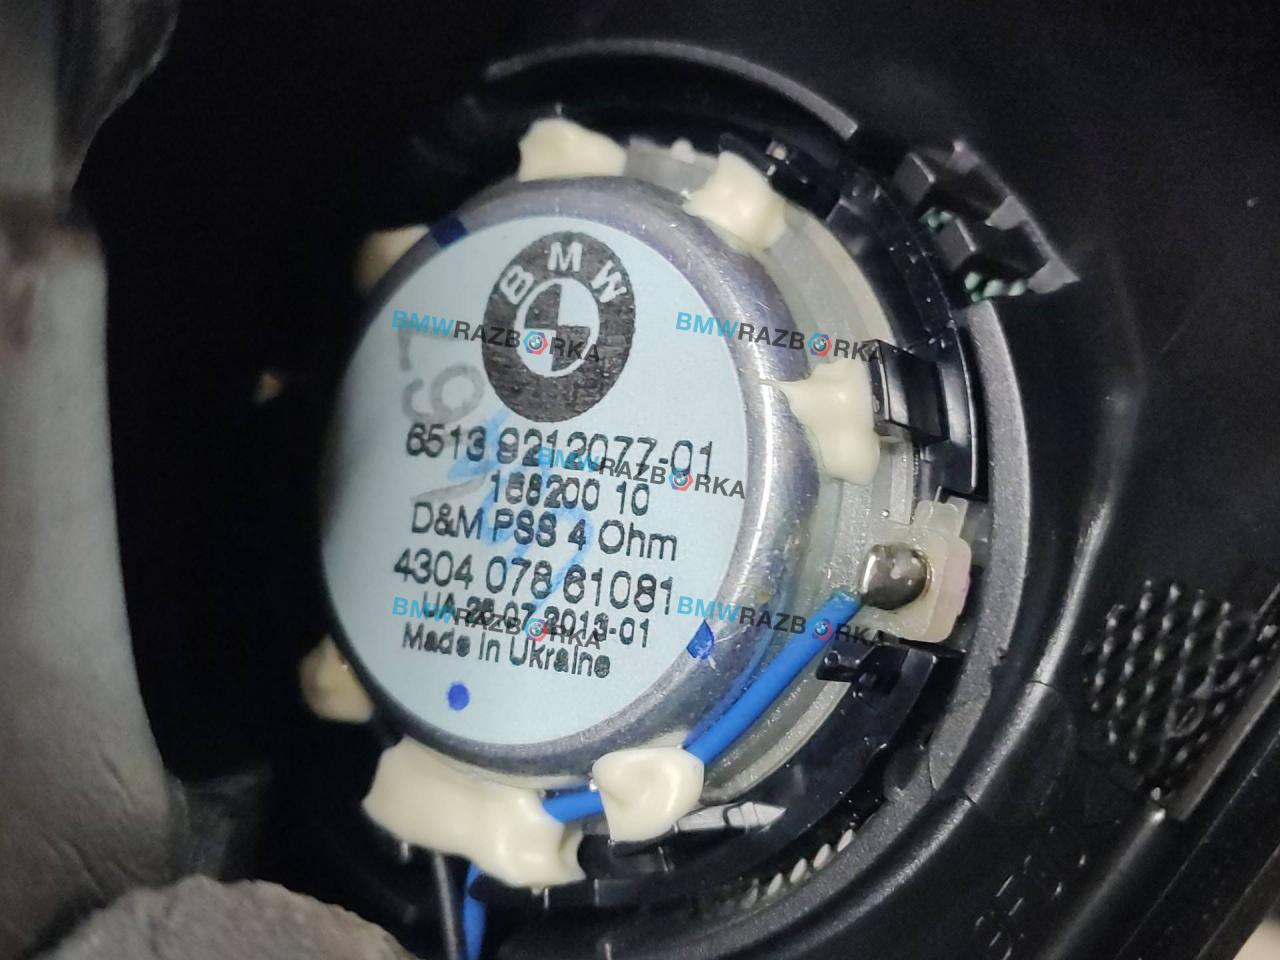 BMW
L9
6513 9212077-01
168200 10
D&M PSS 4 Ohm
4304 078 61081
UA 26.07.2013-01
Made in Ukraine
BMWRAZBORKA
BMWRAZBORKA
BMWRAZBORKA
BMWRAZBORKA
BMWRAZBORKA